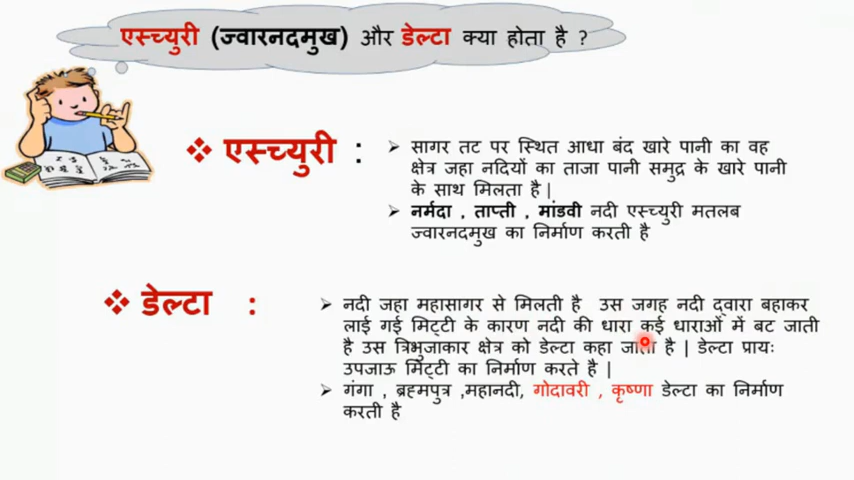 एस्च्युरी (ज्वारनदमुख) और डेल्टा क्या होता है ?
❖ एस्च्युरी :
➢ सागर तट पर स्थित आधा बंद खारे पानी का वह
क्षेत्र जहा नदियों का ताजा पानी समुद्र के खारे पानी
के साथ मिलता है |
➢ नर्मदा , ताप्ती , मांडवी नदी एस्च्युरी मतलब
ज्वारनदमुख का निर्माण करती है
❖ डेल्टा :
➢ नदी जहा महासागर से मिलती है उस जगह नदी द्वारा बहाकर
लाई गई मिट्टी के कारण नदी की धारा कई धाराओं में बट जाती
है उस त्रिभुजाकार क्षेत्र को डेल्टा कहा जाता है | डेल्टा प्रायः
उपजाऊ मिट्टी का निर्माण करते है |
➢ गंगा , ब्रह्मपुत्र ,महानदी, गोदावरी , कृष्णा डेल्टा का निर्माण
करती है